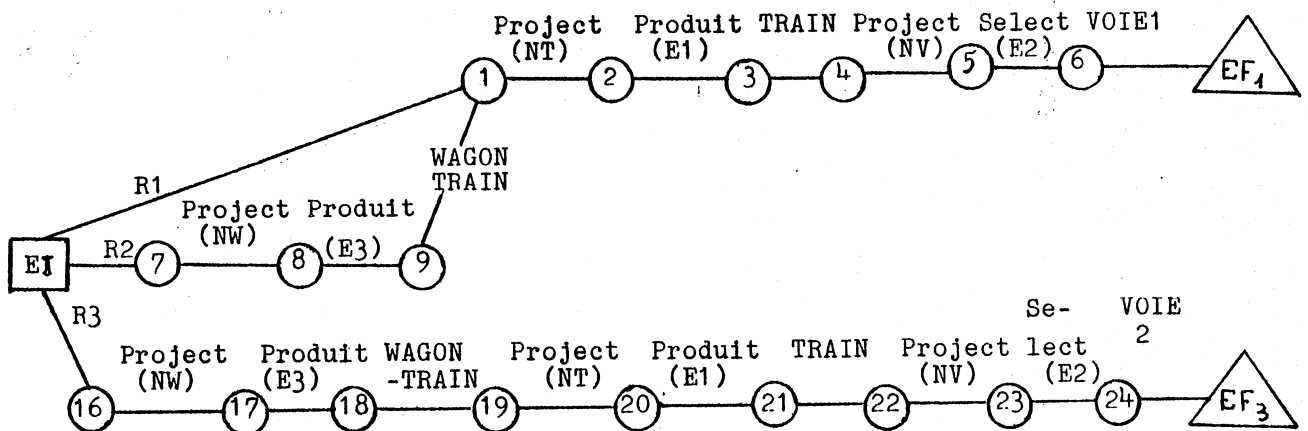 Project Produit TRAIN Project Select VOIE1
(NT) (E1) (NV) (E2)
1 2 3 4 5 6 EF1
WAGON
TRAIN
R1
Project Produit
(NW) (E3)
EI R2 7 8 9
R3
Se- VOIE
2
Project Produit WAGON Project Produit TRAIN Project lect
(NW) (E3) -TRAIN (NT) (E1) (NV) (E2)
16 17 18 19 20 21 22 23 24 EF3